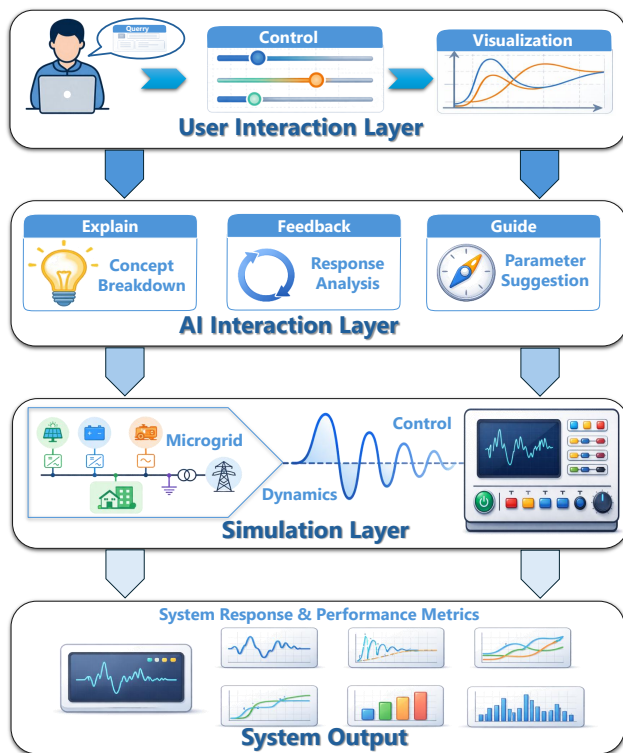 Querry
Control
Visualization
User Interaction Layer
Explain
Feedback
Guide
Concept
Breakdown
Response
Analysis
Parameter
Suggestion
AI Interaction Layer
Microgrid
Control
Dynamics
Simulation Layer
System Response & Performance Metrics
System Output